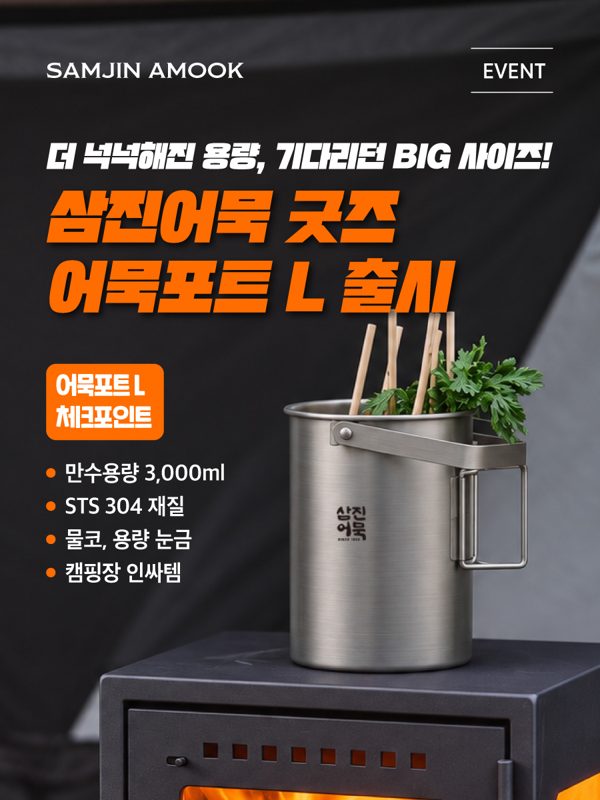 SAMJIN AMOOK
EVENT
더 넉넉해진 용량, 기다리던 BIG 사이즈!
삼진어묵 굿즈
어묵포트 L 출시
어묵포트 L
체크포인트
만수용량 3,000ml
STS 304 재질
물코, 용량 눈금
캠핑장 인싸템
삼진
어묵
SINCE 1953